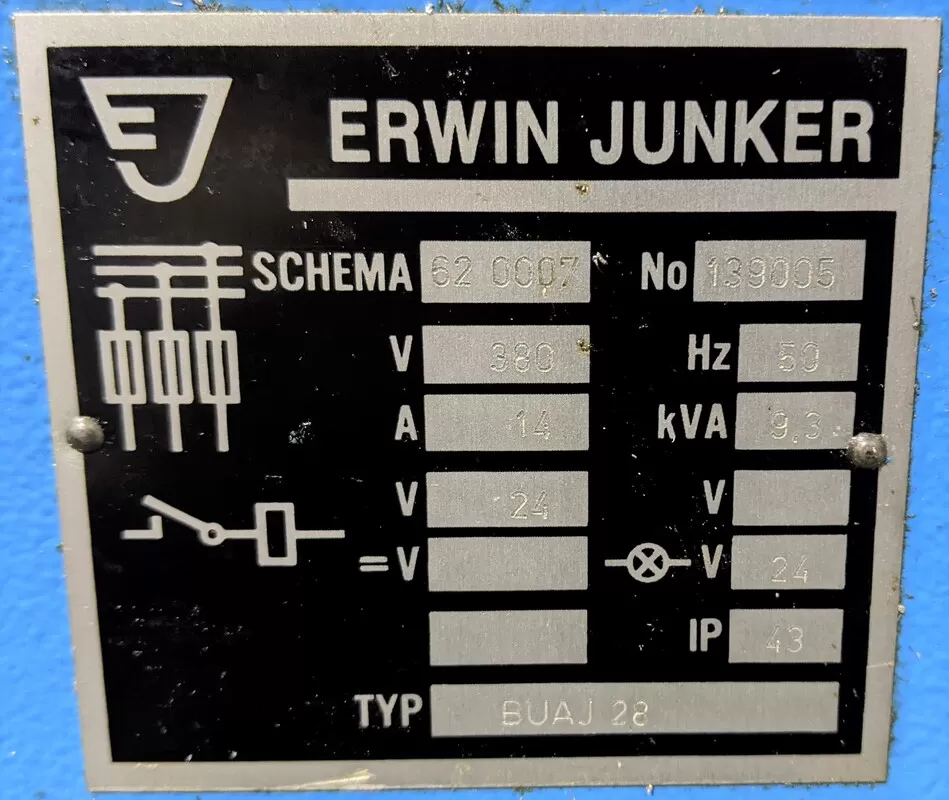 EJ
ERWIN JUNKER
SCHEMA 62 0007 No 139005
V 380 Hz 50
A 14 kVA 9,3
V 24 V
=V V 24
IP 43
TYP BUAJ 28